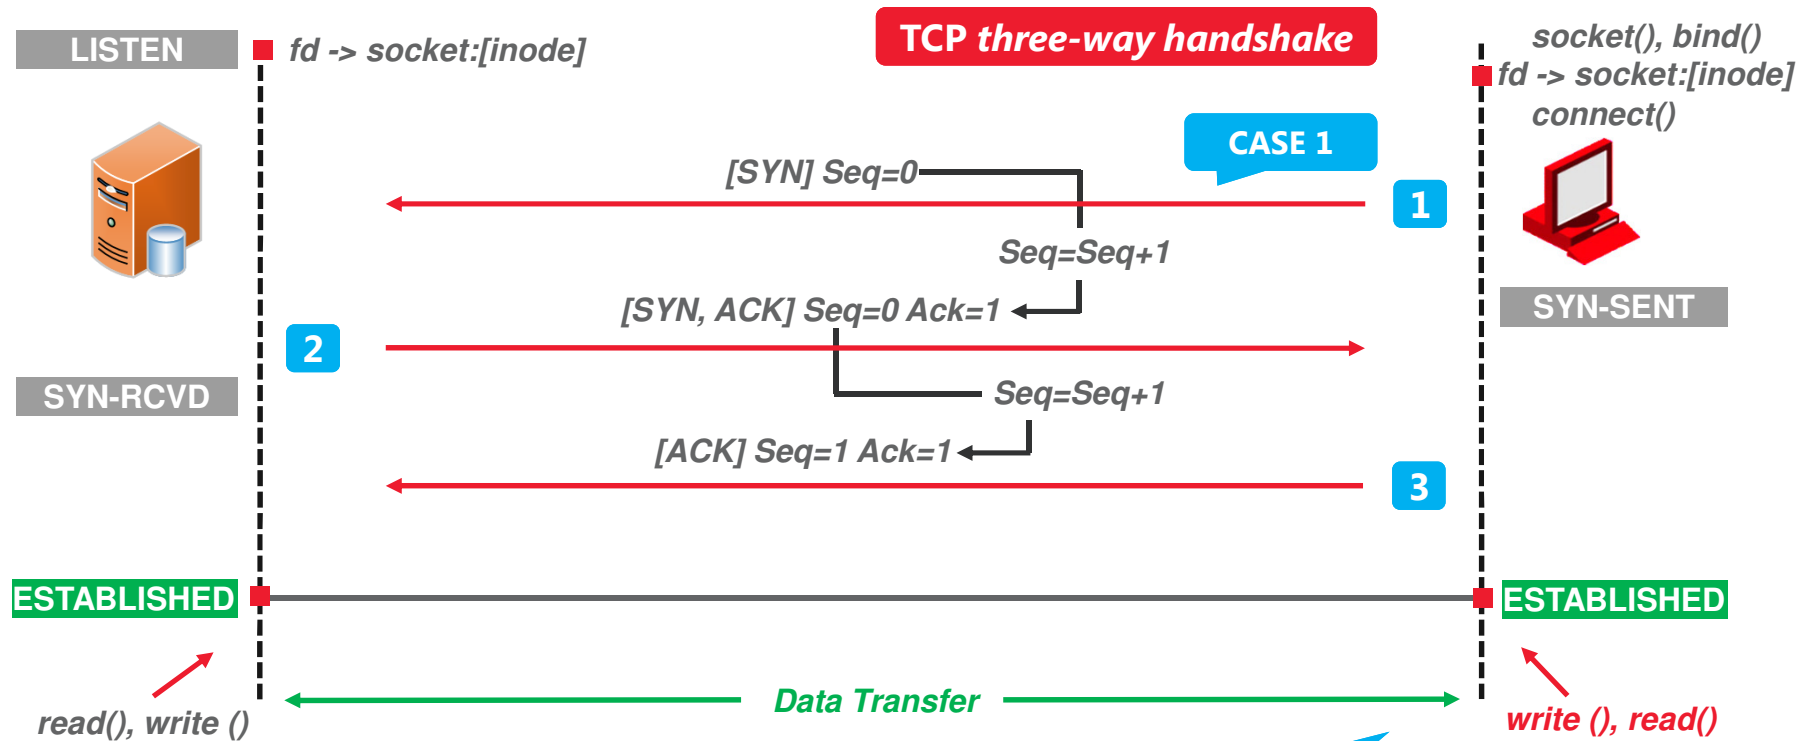 TCP three-way handshake
LISTEN
fd -> socket:[inode]
socket(), bind()
fd -> socket:[inode]
connect()
CASE 1
[SYN] Seq=0
1
Seq=Seq+1
[SYN, ACK] Seq=0 Ack=1
SYN-SENT
2
SYN-RCVD
Seq=Seq+1
[ACK] Seq=1 Ack=1
3
ESTABLISHED
ESTABLISHED
Data Transfer
read(), write ()
write (), read()